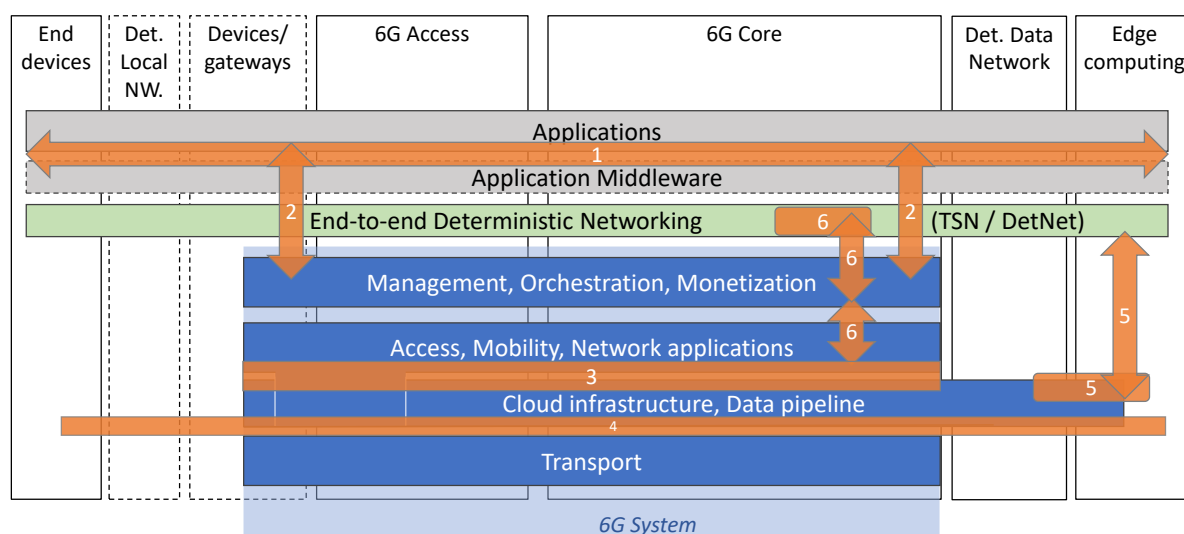 End
devices
Det.
Local
NW.
Devices/
gateways
6G Access
6G Core
Det. Data
Network
Edge
computing
Applications
1
Application Middleware
2
2
End-to-end Deterministic Networking
6
(TSN / DetNet)
6
Management, Orchestration, Monetization
5
6
Access, Mobility, Network applications
3
5
Cloud infrastructure, Data pipeline
4
Transport
6G System